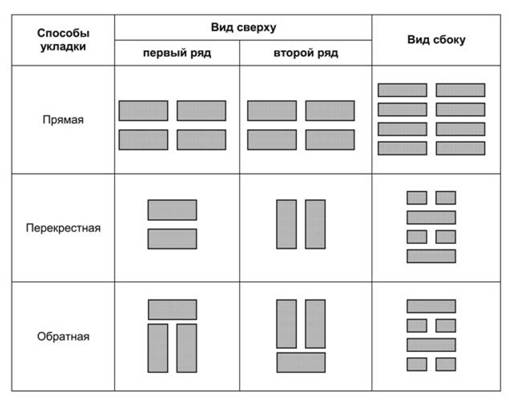 Способы
укладки
Вид сверху
Вид сбоку
первый ряд
второй ряд
Прямая
Перекрестная
Обратная